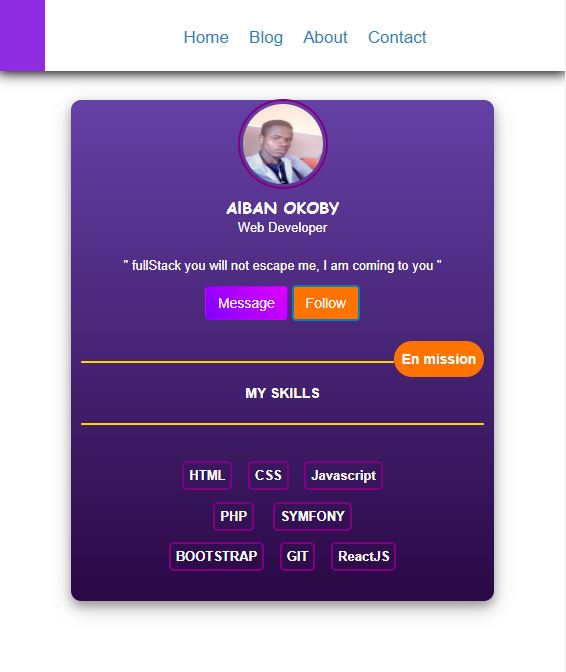 Home Blog About Contact
AlBAN OKOBY
Web Developer
" fullStack you will not escape me, I am coming to you "
Message Follow
En mission
MY SKILLS
HTML CSS Javascript
PHP SYMFONY
BOOTSTRAP GIT ReactJS